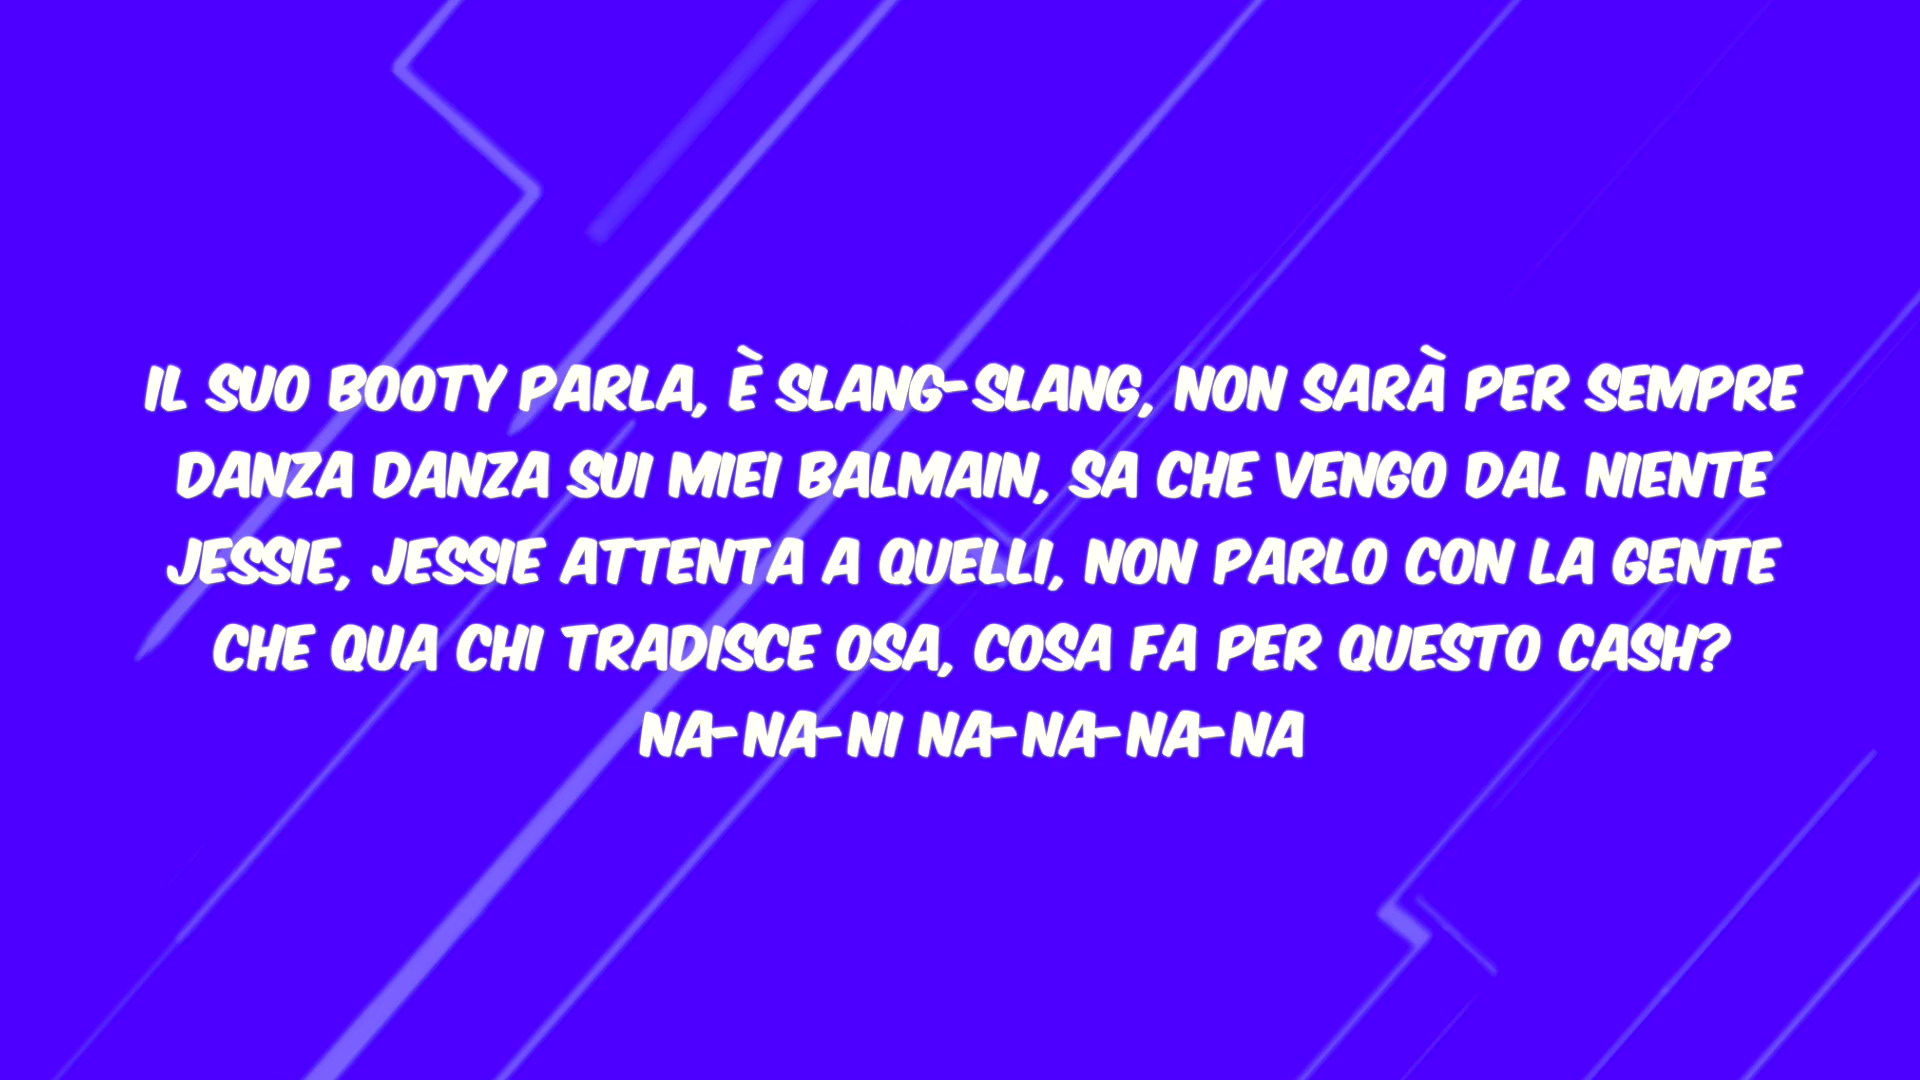 IL SUO BOOTY PARLA, È SLANG-SLANG, NON SARÀ PER SEMPRE
DANZA DANZA SUI MIEI BALMAIN, SA CHE VENGO DAL NIENTE
JESSIE, JESSIE ATTENTA A QUELLI, NON PARLO CON LA GENTE
CHE QUA CHI TRADISCE OSA, COSA FA PER QUESTO CASH?
NA-NA-NI NA-NA-NA-NA